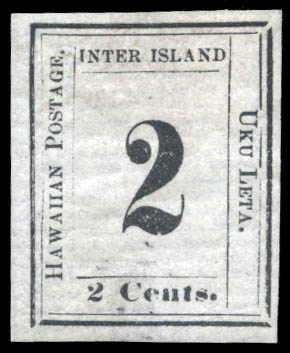 INTER ISLAND
HAWAIIAN POSTAGE.
2
UKU LETA.
2 Cents.